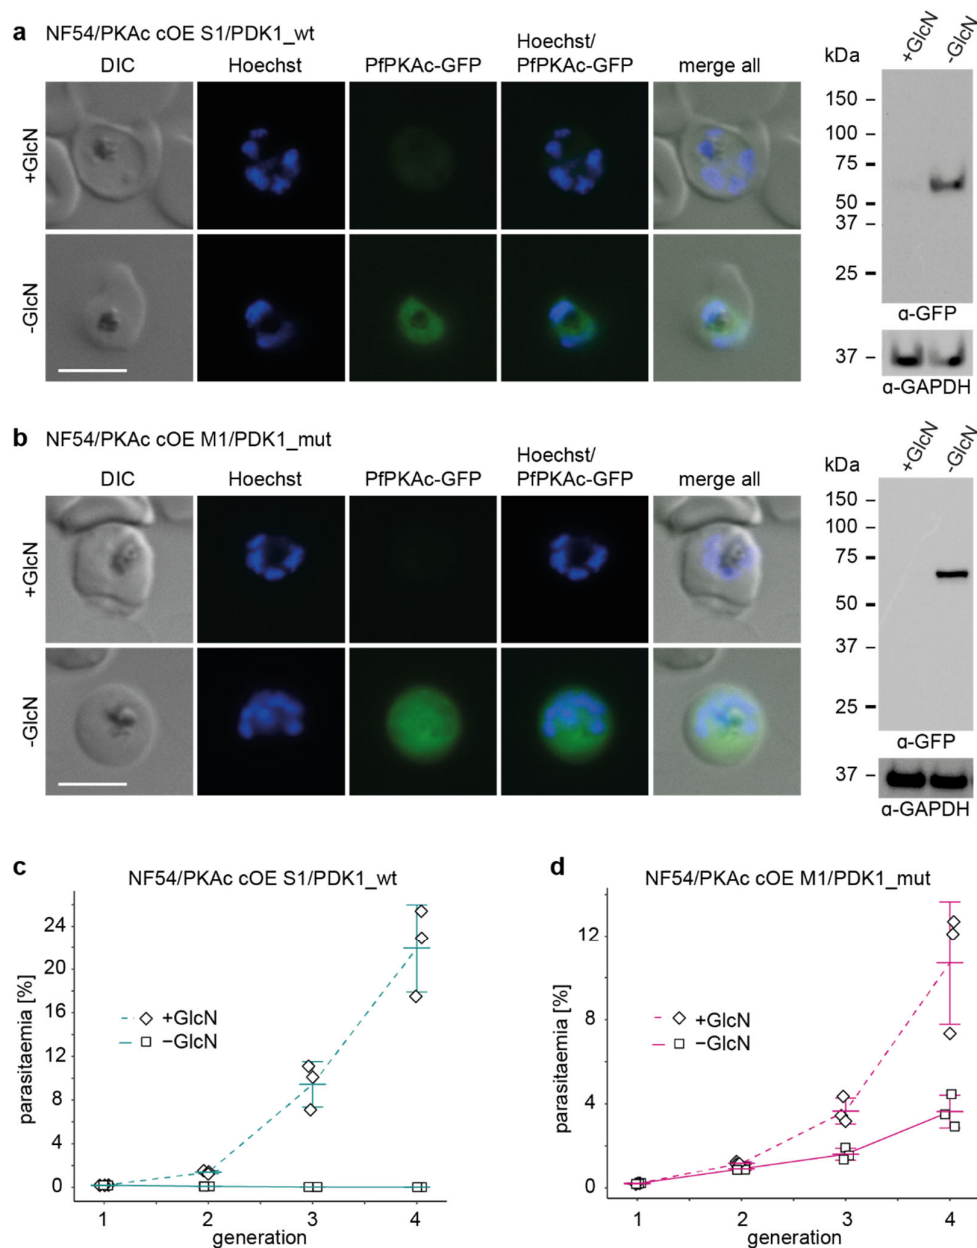 a NF54/PKAc cOE S1/PDK1_wt
DIC Hoechst PfPKAc-GFP Hoechst/ PfPKAc-GFP merge all
+GlcN
-GlcN
kDa +GlcN -GlcN
150
100
75
50
37
25
α-GFP
37
α-GAPDH
b NF54/PKAc cOE M1/PDK1_mut
DIC Hoechst PfPKAc-GFP Hoechst/ PfPKAc-GFP merge all
+GlcN
-GlcN
kDa +GlcN -GlcN
150
100
75
50
37
25
α-GFP
37
α-GAPDH
c NF54/PKAc cOE S1/PDK1_wt
parasitaemia [%]
24
20
16
12
8
4
0
+GlcN
−GlcN
1 2 3 4
generation
d NF54/PKAc cOE M1/PDK1_mut
parasitaemia [%]
12
8
4
0
+GlcN
−GlcN
1 2 3 4
generation